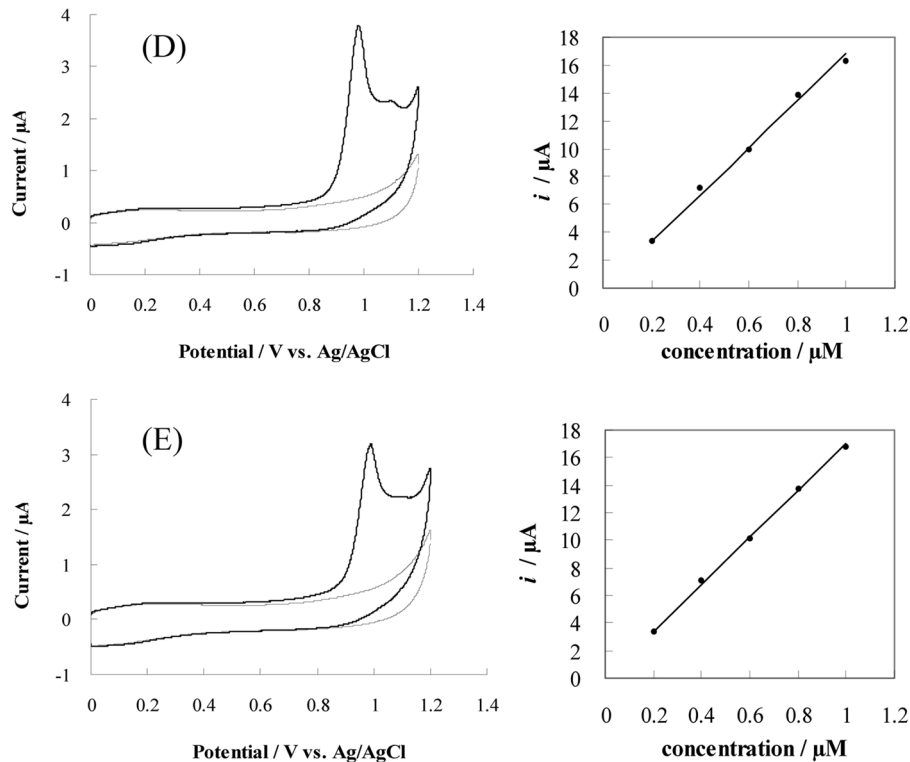 4
3
2
1
0
-1
Current / µA
(D)
0 0.2 0.4 0.6 0.8 1 1.2 1.4
Potential / V vs. Ag/AgCl
18
16
14
12
10
8
6
4
2
0
i / µA
0 0.2 0.4 0.6 0.8 1 1.2
concentration / µM
4
3
2
1
0
-1
Current / µA
(E)
0 0.2 0.4 0.6 0.8 1 1.2 1.4
Potential / V vs. Ag/AgCl
18
16
14
12
10
8
6
4
2
0
i / µA
0 0.2 0.4 0.6 0.8 1 1.2
concentration / µM